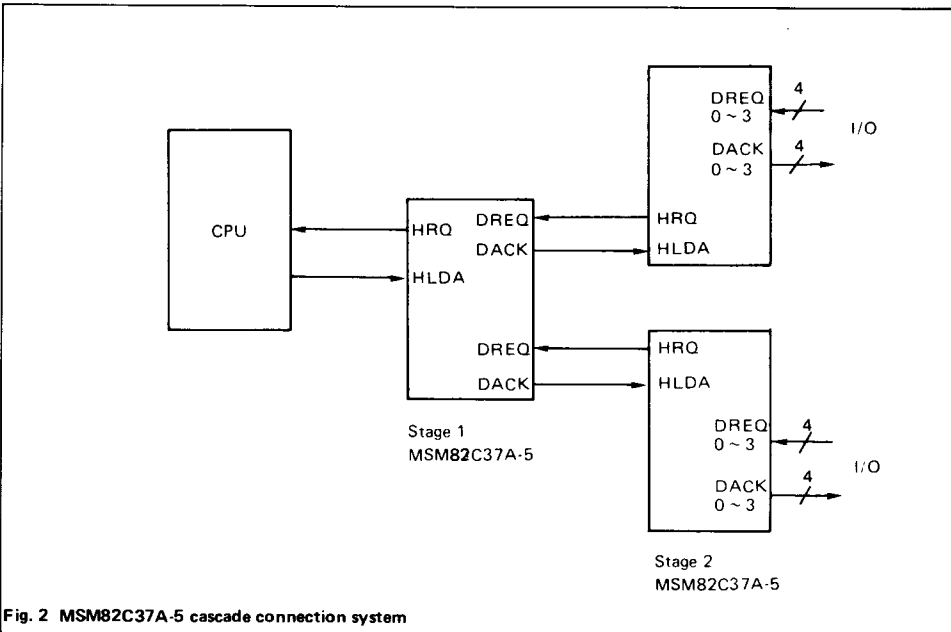 CPU
HRQ
HLDA
DREQ
DACK
DREQ
DACK
Stage 1
MSM82C37A-5
DREQ
0 ~ 3
4
I/O
DACK
0 ~ 3
4
HRQ
HLDA
HRQ
HLDA
DREQ
0 ~ 3
4
I/O
DACK
0 ~ 3
4
Stage 2
MSM82C37A-5
Fig. 2 MSM82C37A-5 cascade connection system